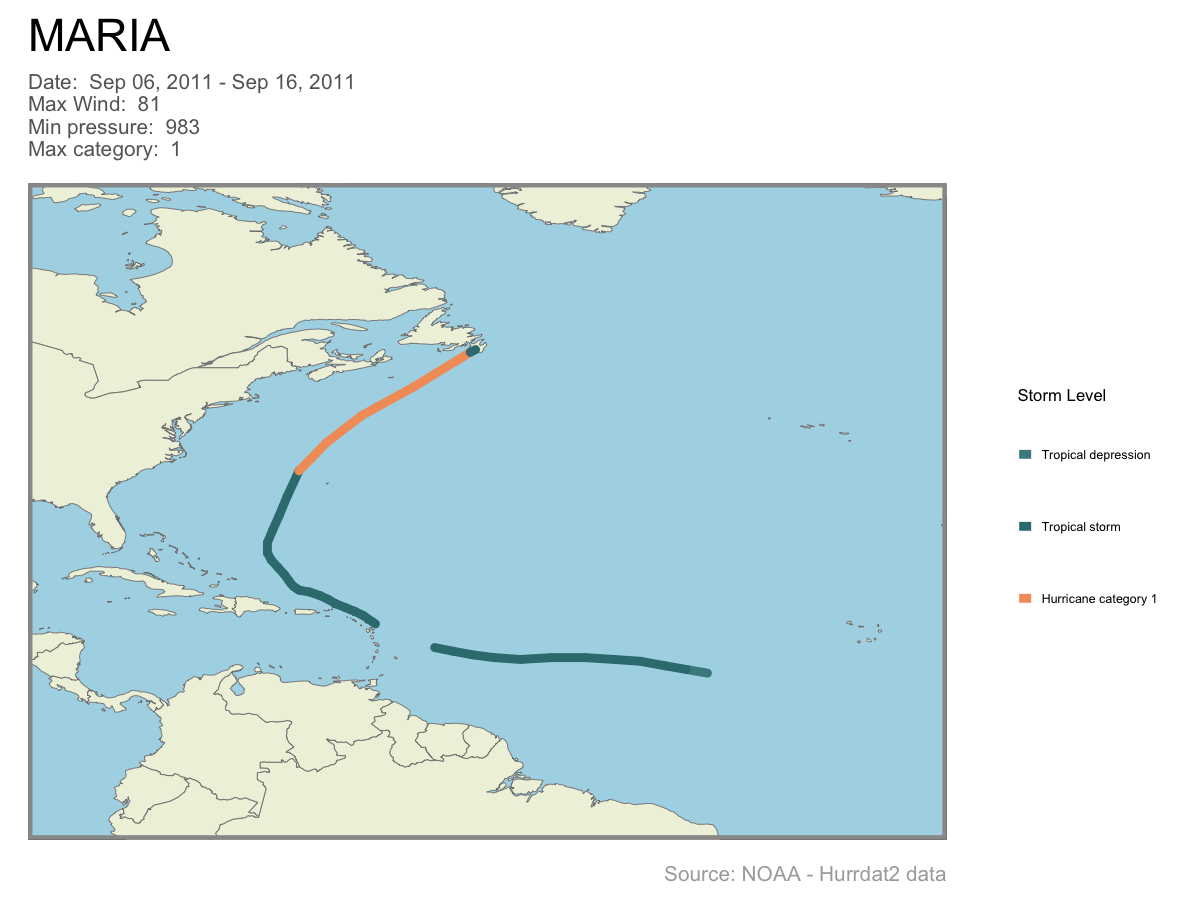 MARIA
Date:  Sep 06, 2011 - Sep 16, 2011
Max Wind:  81
Min pressure:  983
Max category:  1
Storm Level
Tropical depression
Tropical storm
Hurricane category 1
Source: NOAA - Hurrdat2 data